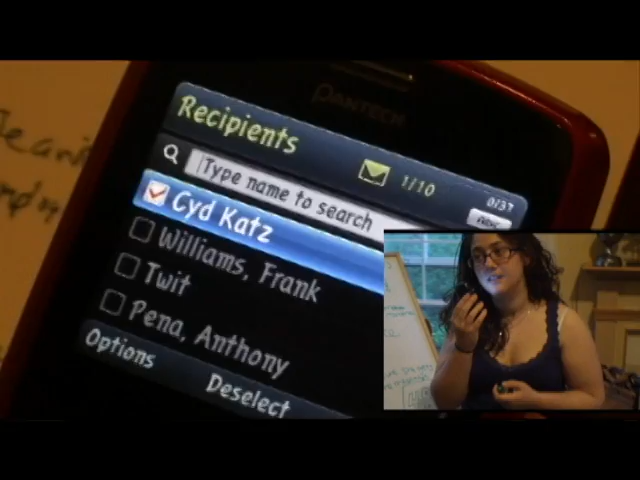 PANTECH
Recipients
1/10
0/37
Type name to search
Abc
Cyd Katz
Williams, Frank
Twit
Pena, Anthony
Options
Deselect